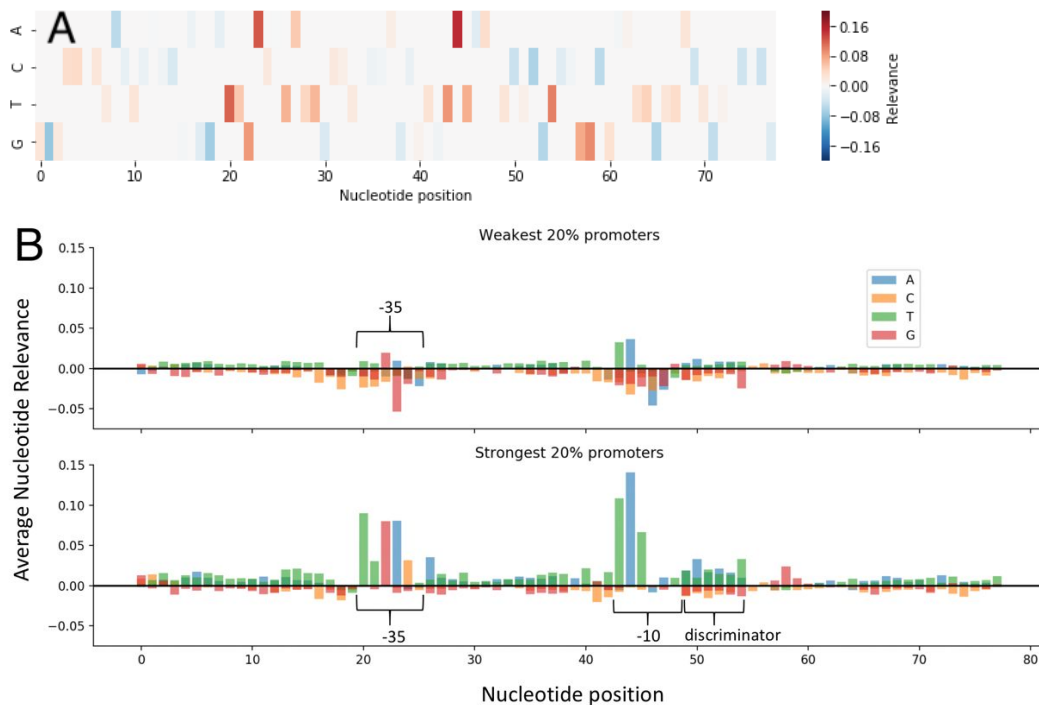 A
A
C
T
G
0 10 20 30 40 50 60 70
Nucleotide position
0.16
0.08
0.00
−0.08
−0.16
Relevance
B
Weakest 20% promoters
0.15
0.10
0.05
0.00
−0.05
-35
A
C
T
G
Average Nucleotide Relevance
Strongest 20% promoters
0.15
0.10
0.05
0.00
−0.05
-35
-10
discriminator
0 10 20 30 40 50 60 70 80
Nucleotide position